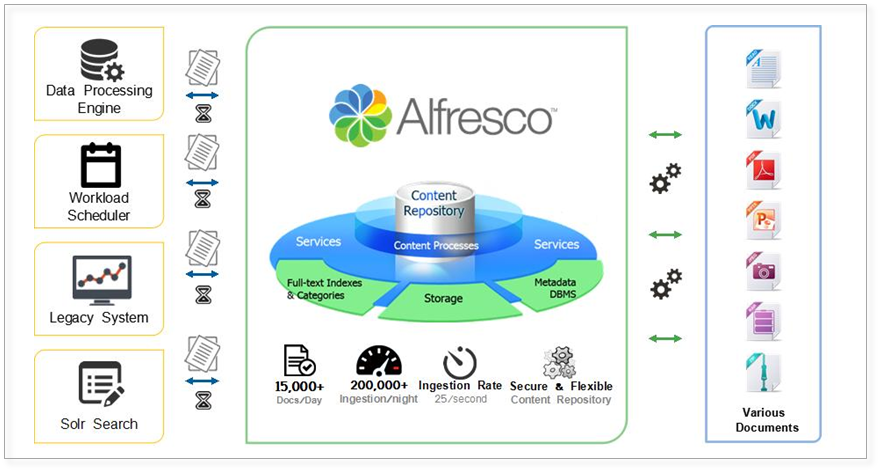 Data Processing
Engine
Workload
Scheduler
Legacy System
Solr Search
Alfresco™
Content
Repository
Services
Content Processes
Services
Full-text Indexes
& Categories
Storage
Metadata
DBMS
15,000+
Docs/Day
200,000+
Ingestion/night
Ingestion Rate
25/second
Secure & Flexible
Content Repository
Various
Documents